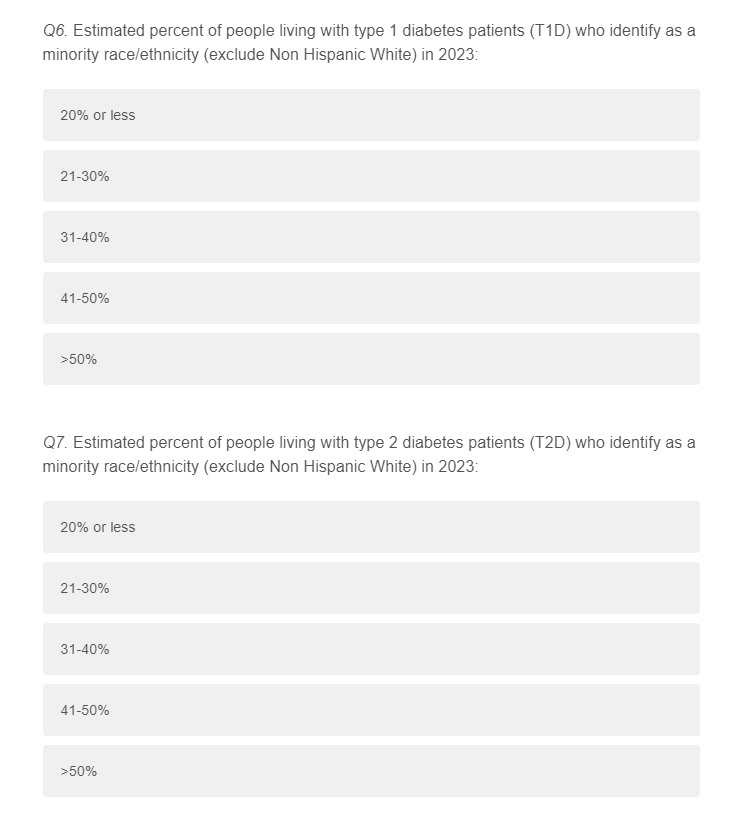 Q6. Estimated percent of people living with type 1 diabetes patients (T1D) who identify as a
minority race/ethnicity (exclude Non Hispanic White) in 2023:
20% or less
21-30%
31-40%
41-50%
>50%
Q7. Estimated percent of people living with type 2 diabetes patients (T2D) who identify as a
minority race/ethnicity (exclude Non Hispanic White) in 2023:
20% or less
21-30%
31-40%
41-50%
>50%